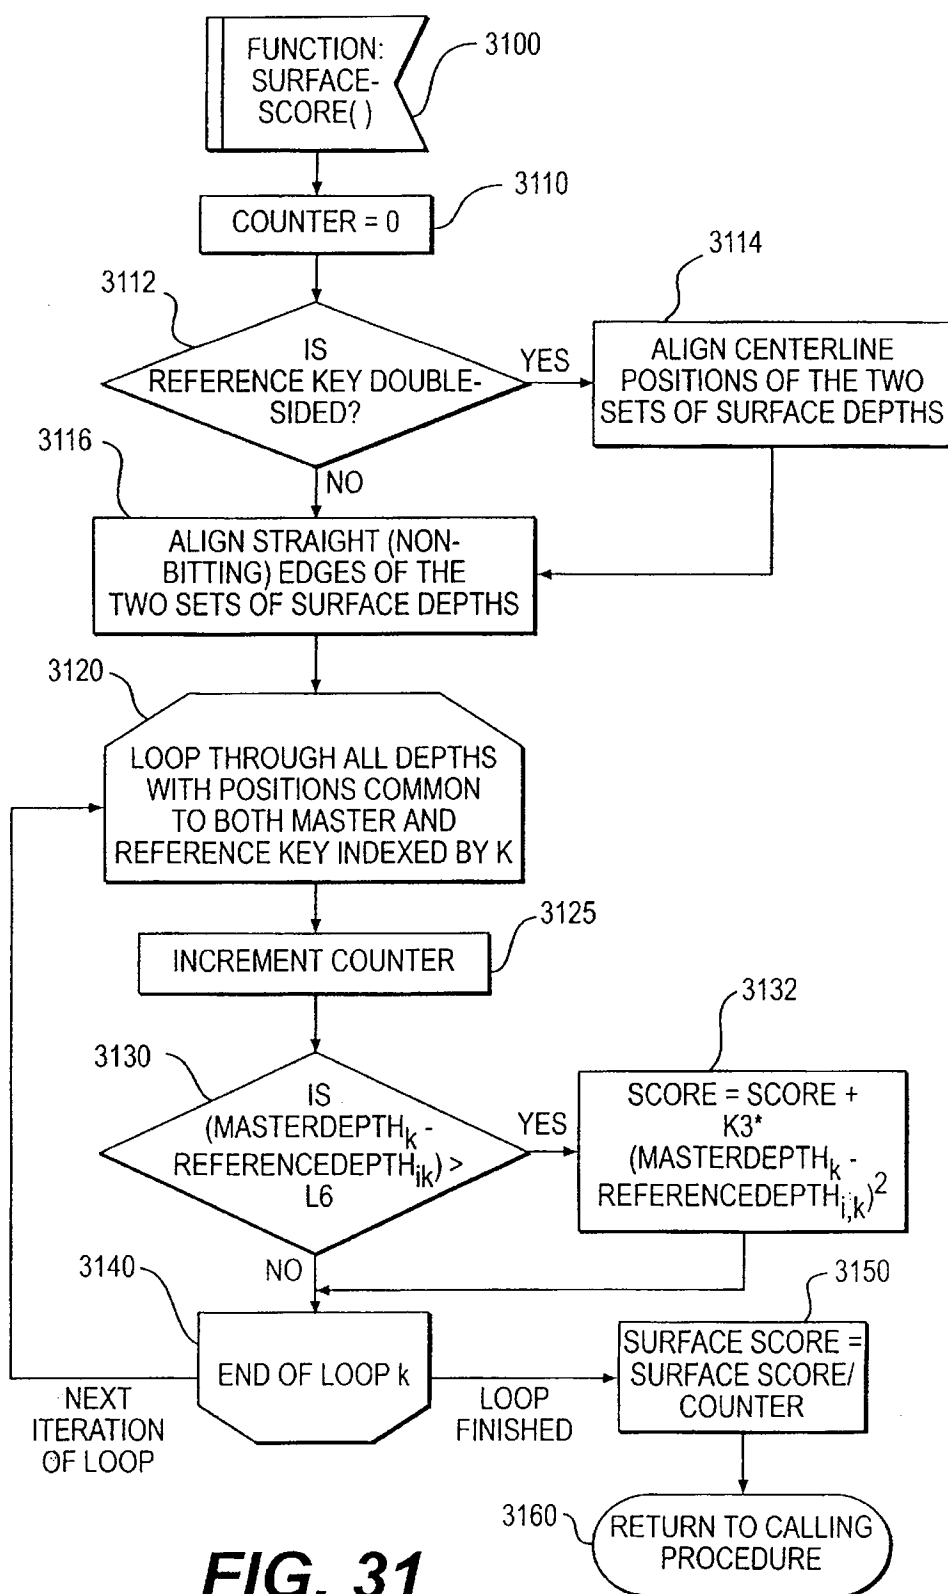 FUNCTION:
SURFACE-
SCORE( )
3100
COUNTER = 0
3110
3112
IS
REFERENCE KEY DOUBLE-
SIDED?
YES
3114
ALIGN CENTERLINE
POSITIONS OF THE TWO
SETS OF SURFACE DEPTHS
NO
3116
ALIGN STRAIGHT (NON-
BITTING) EDGES OF THE
TWO SETS OF SURFACE DEPTHS
3120
LOOP THROUGH ALL DEPTHS
WITH POSITIONS COMMON
TO BOTH MASTER AND
REFERENCE KEY INDEXED BY K
3125
INCREMENT COUNTER
3130
IS
(MASTERDEPTHk -
REFERENCEDEPTHik) >
L6
YES
3132
SCORE = SCORE +
K3*
(MASTERDEPTHk -
REFERENCEDEPTHi,k)2
NO
3140
END OF LOOP k
NEXT
ITERATION
OF LOOP
LOOP
FINISHED
3150
SURFACE SCORE =
SURFACE SCORE/
COUNTER
3160
RETURN TO CALLING
PROCEDURE
FIG. 31